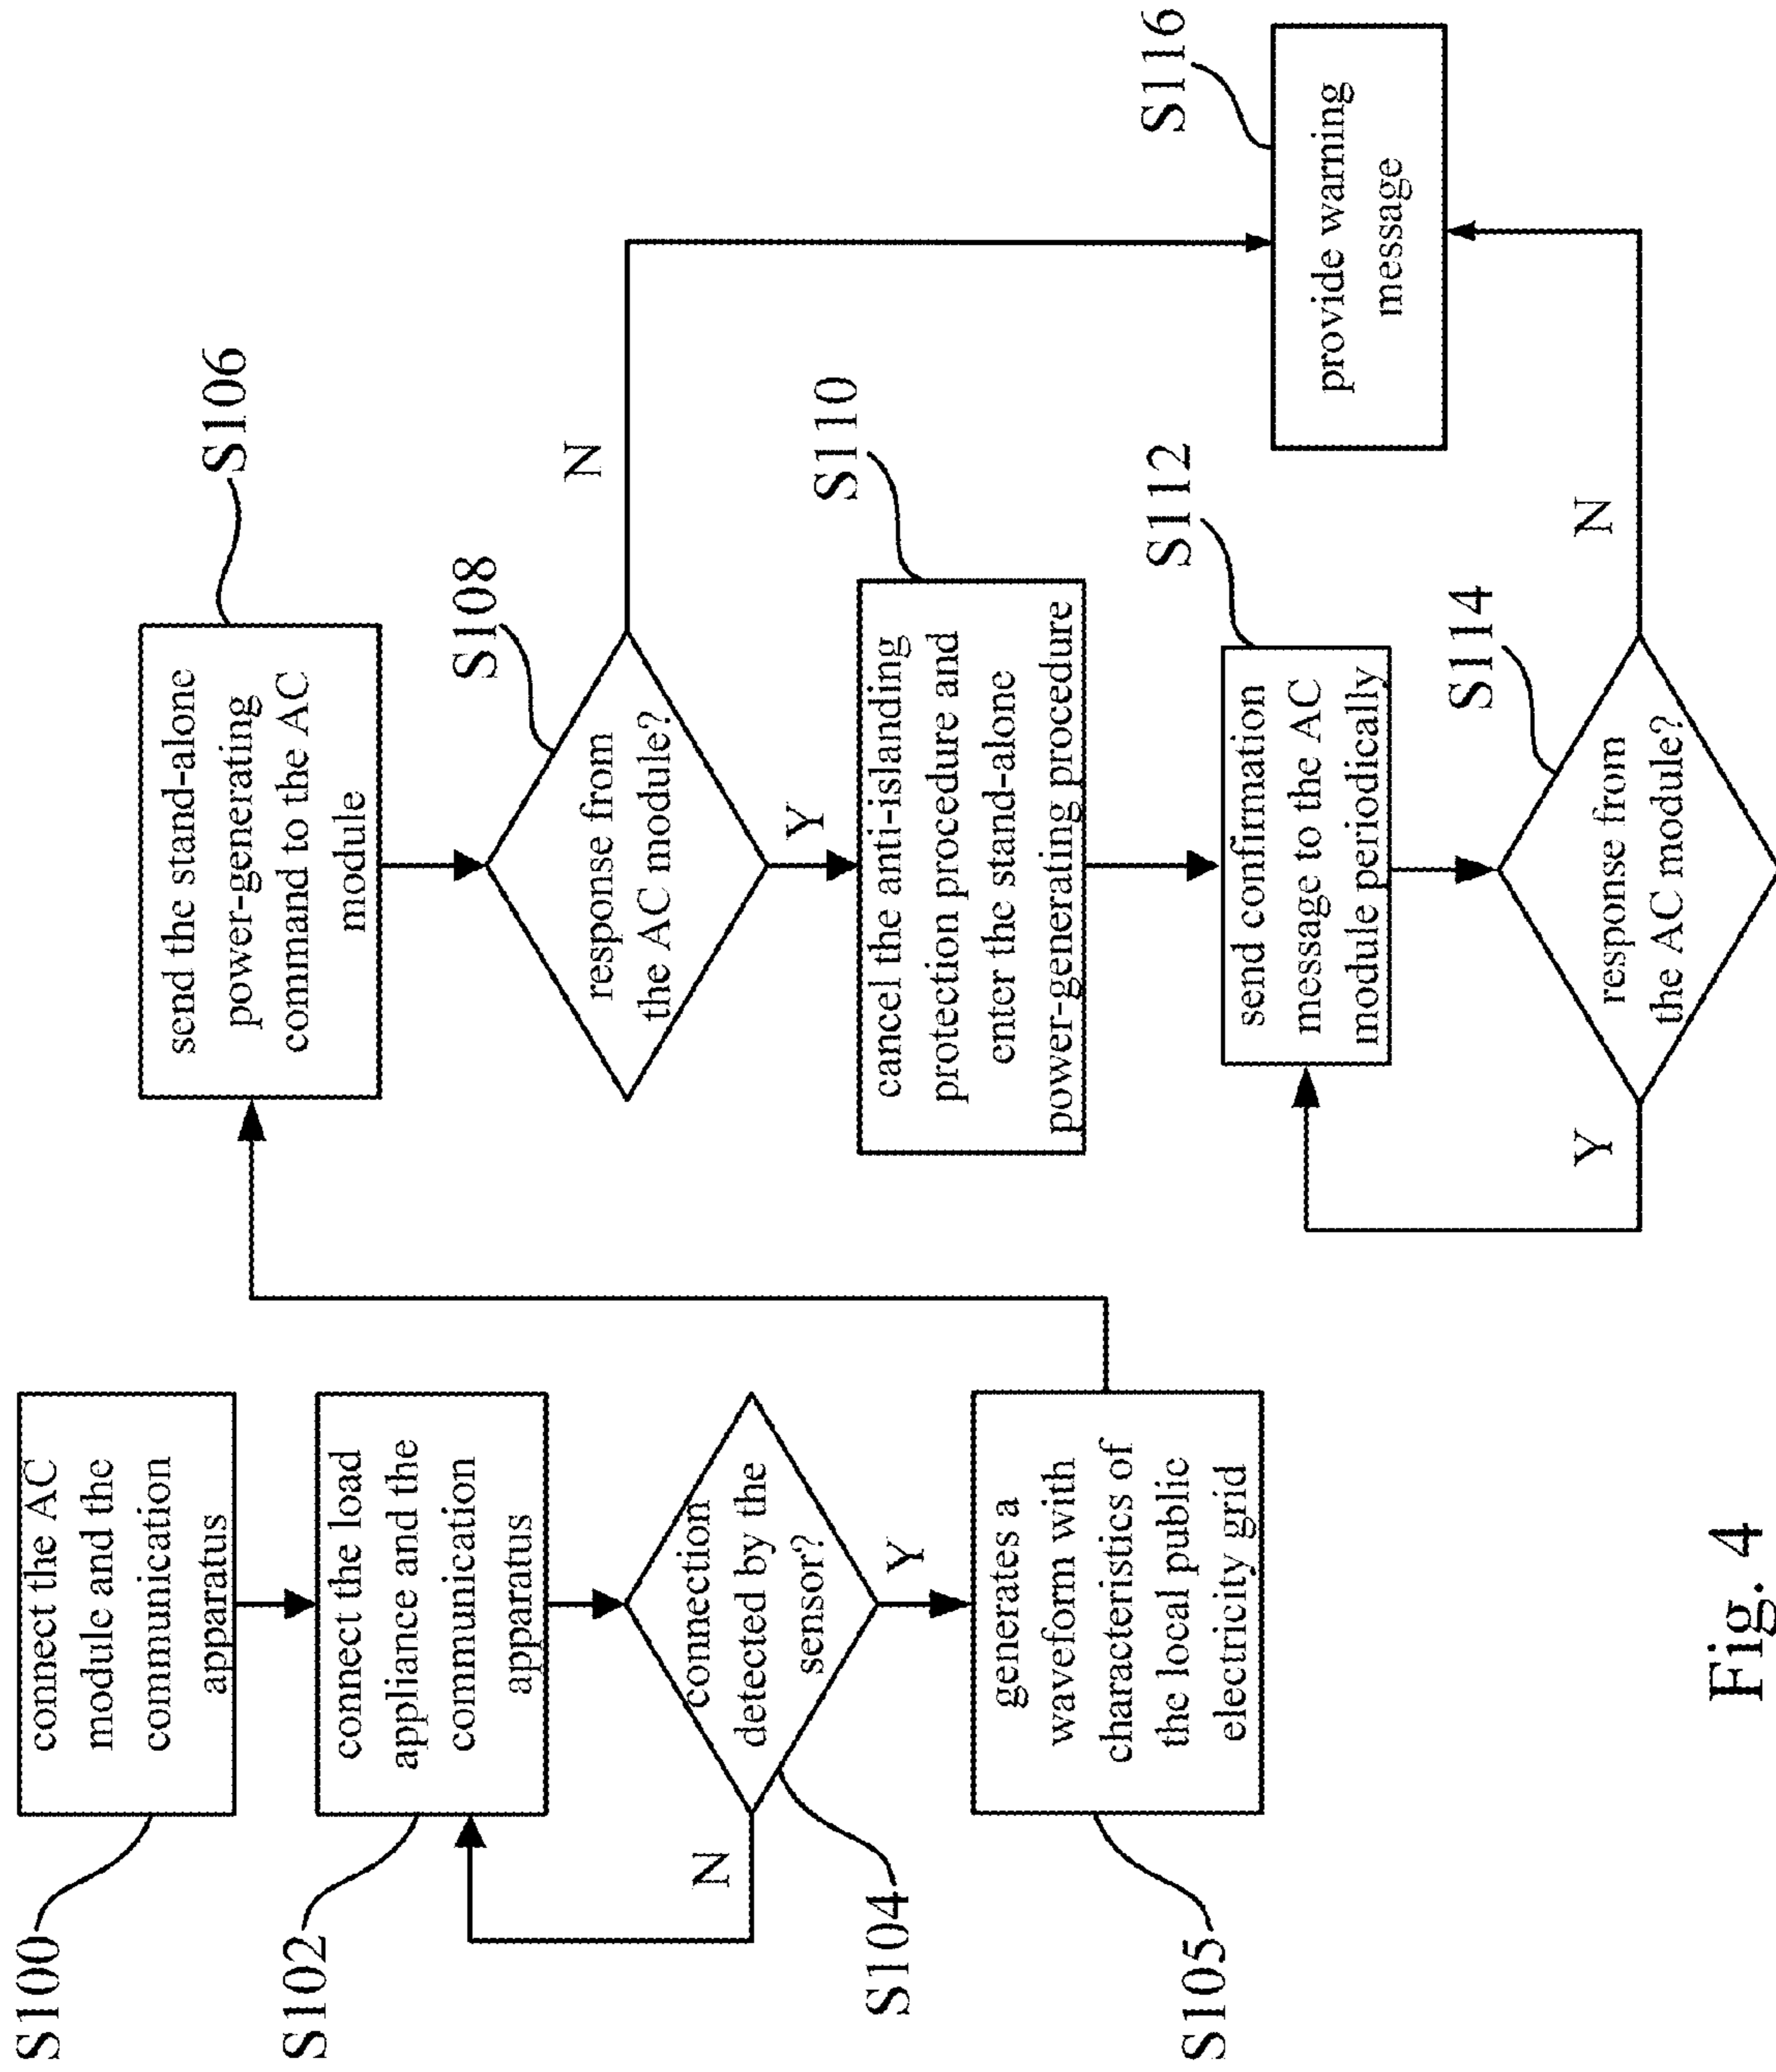 S100
connect the AC
module and the
communication
apparatus
S102
connect the load
appliance and the
communication
apparatus
S104
connection
detected by the
sensor?
N
Y
S105
generates a
waveform with
characteristics of
the local public
electricity grid
S106
send the stand-alone
power-generating
command to the AC
module
S108
response from
the AC module?
N
Y
S110
cancel the anti-islanding
protection procedure and
enter the stand-alone
power-generating procedure
S112
send confirmation
message to the AC
module periodically
S114
response from
the AC module?
Y
N
S116
provide warning
message
Fig. 4